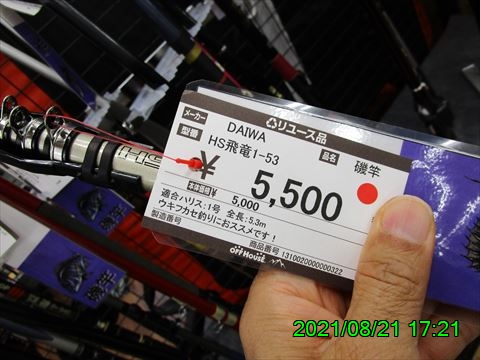 リユース品
メーカー DAIWA 品名 磯竿
型番 HS飛竜1-53
¥ 5,500
本体価格 ¥ 5,000
適合ハリス:1号 全長:5.3m
ウキフカセ釣りにおススメです!
製造番号
商品番号 1310020000000322
OFF HOUSE
磯竿
2021/08/21 17:21